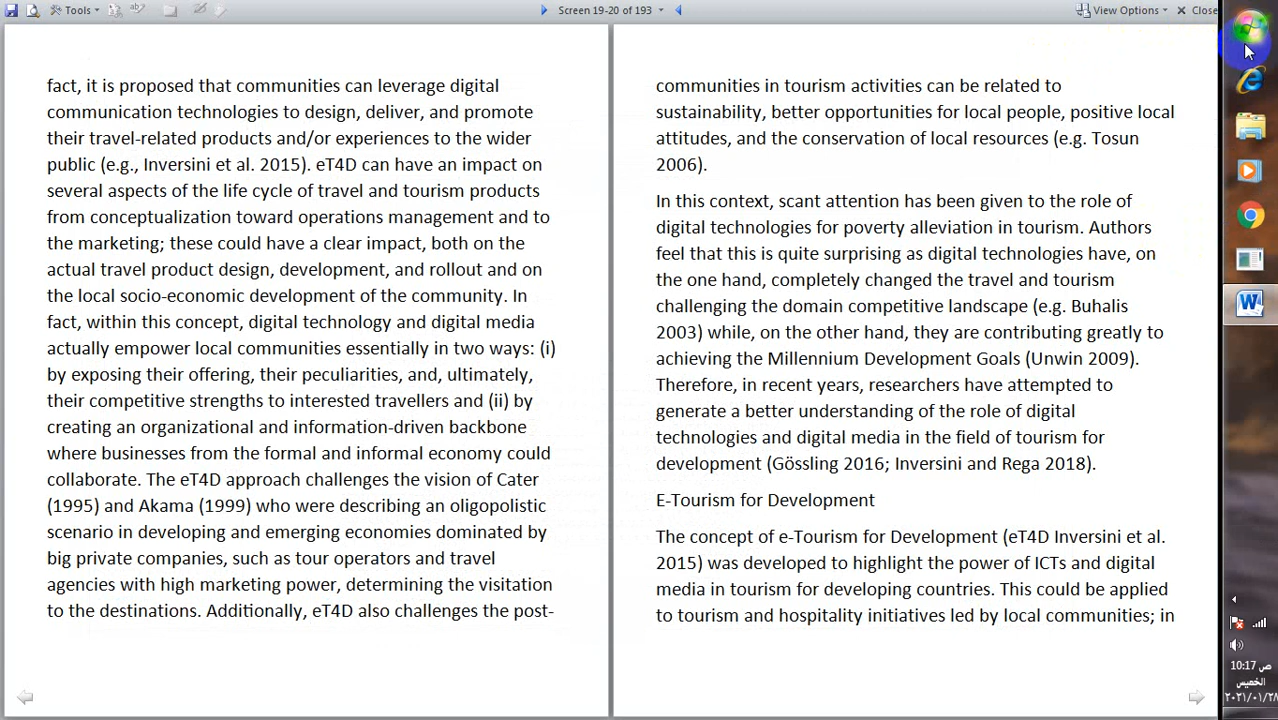 Tools
Screen 19-20 of 193
View Options
Close
communities in tourism activities can be related to
sustainability, better opportunities for local people, positive local
attitudes, and the conservation of local resources (e.g. Tosun
2006).
In this context, scant attention has been given to the role of
digital technologies for poverty alleviation in tourism. Authors
feel that this is quite surprising as digital technologies have, on
the one hand, completely changed the travel and tourism
challenging the domain competitive landscape (e.g. Buhalis
2003) while, on the other hand, they are contributing greatly to
achieving the Millennium Development Goals (Unwin 2009).
Therefore, in recent years, researchers have attempted to
generate a better understanding of the role of digital
technologies and digital media in the field of tourism for
development (Gössling 2016; Inversini and Rega 2018).
E-Tourism for Development
The concept of e-Tourism for Development (eT4D Inversini et al.
2015) was developed to highlight the power of ICTs and digital
media in tourism for developing countries. This could be applied
to tourism and hospitality initiatives led by local communities; in
fact, it is proposed that communities can leverage digital
communication technologies to design, deliver, and promote
their travel-related products and/or experiences to the wider
public (e.g., Inversini et al. 2015). eT4D can have an impact on
several aspects of the life cycle of travel and tourism products
from conceptualization toward operations management and to
the marketing; these could have a clear impact, both on the
actual travel product design, development, and rollout and on
the local socio-economic development of the community. In
fact, within this concept, digital technology and digital media
actually empower local communities essentially in two ways: (i)
by exposing their offering, their peculiarities, and, ultimately,
their competitive strengths to interested travellers and (ii) by
creating an organizational and information-driven backbone
where businesses from the formal and informal economy could
collaborate. The eT4D approach challenges the vision of Cater
(1995) and Akama (1999) who were describing an oligopolistic
scenario in developing and emerging economies dominated by
big private companies, such as tour operators and travel
agencies with high marketing power, determining the visitation
to the destinations. Additionally, eT4D also challenges the post-
10:17 ص
الخميس
٢٠٢١/٠١/٢٨